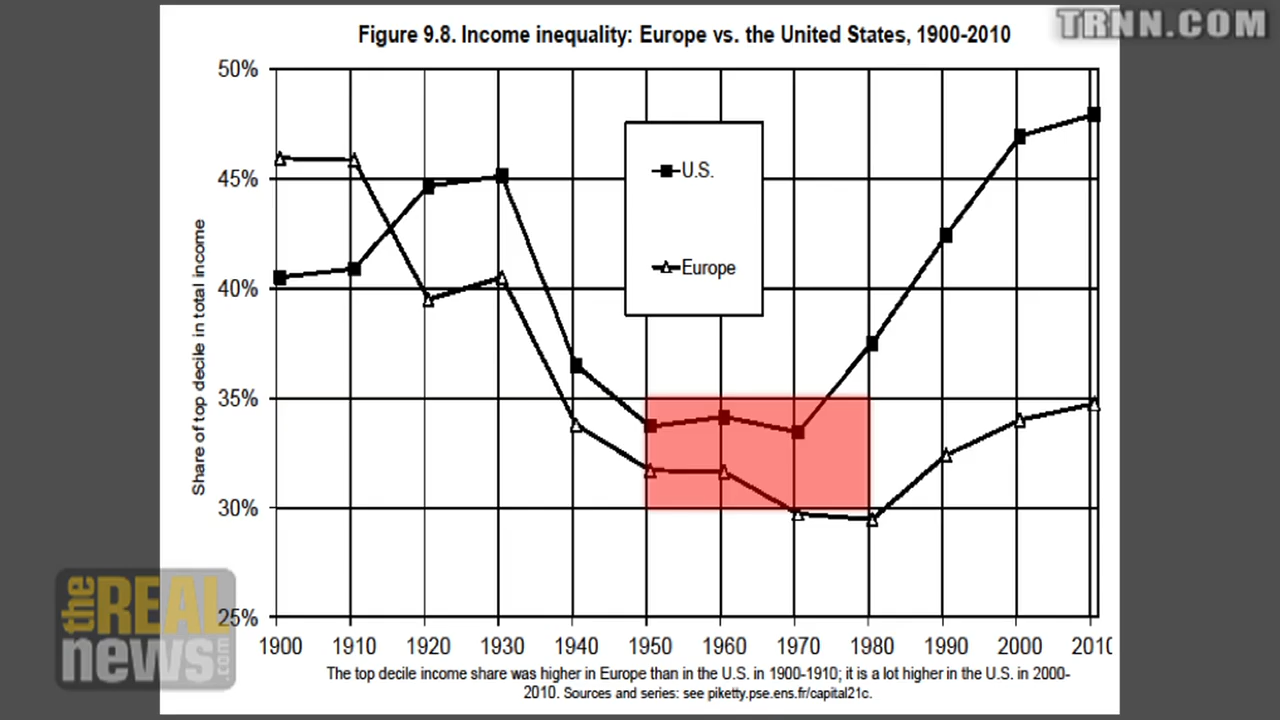 TRNN.COM
Figure 9.8. Income inequality: Europe vs. the United States, 1900-2010
50%
45%
40%
35%
30%
25%
Share of top decile in total income
U.S.
Europe
1900 1910 1920 1930 1940 1950 1960 1970 1980 1990 2000 2010
The top decile income share was higher in Europe than in the U.S. in 1900-1910; it is a lot higher in the U.S. in 2000-
2010. Sources and series: see piketty.pse.ens.fr/capital21c.
the REAL
news.com